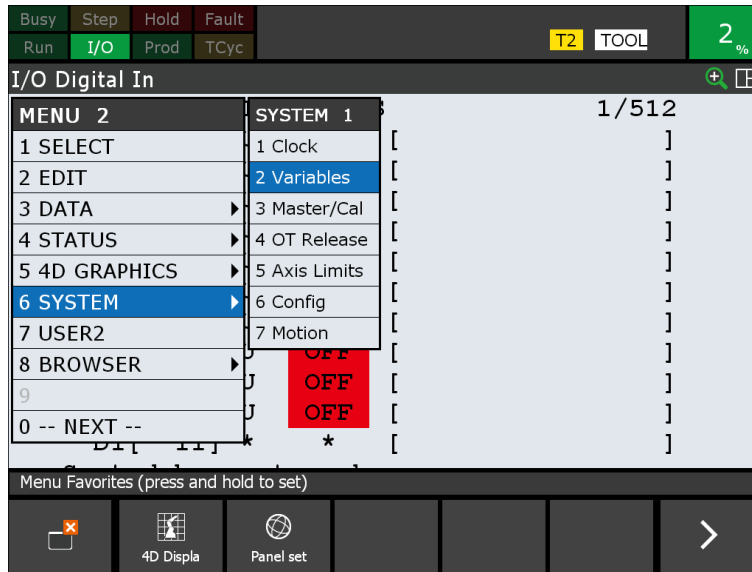 Busy Step Hold Fault
Run I/O Prod TCyc
T2 TOOL
2 %
I/O Digital In
1/512
MENU 2
1 SELECT
2 EDIT
3 DATA
4 STATUS
5 4D GRAPHICS
6 SYSTEM
7 USER2
8 BROWSER
9
0 -- NEXT --
SYSTEM 1
1 Clock
2 Variables
3 Master/Cal
4 OT Release
5 Axis Limits
6 Config
7 Motion
[ ]
[ ]
[ ]
[ ]
[ ]
[ ]
[ ]
OFF [ ]
U OFF [ ]
U OFF [ ]
DI[ 11] * * [ ]
Menu Favorites (press and hold to set)
4D Displa
Panel set